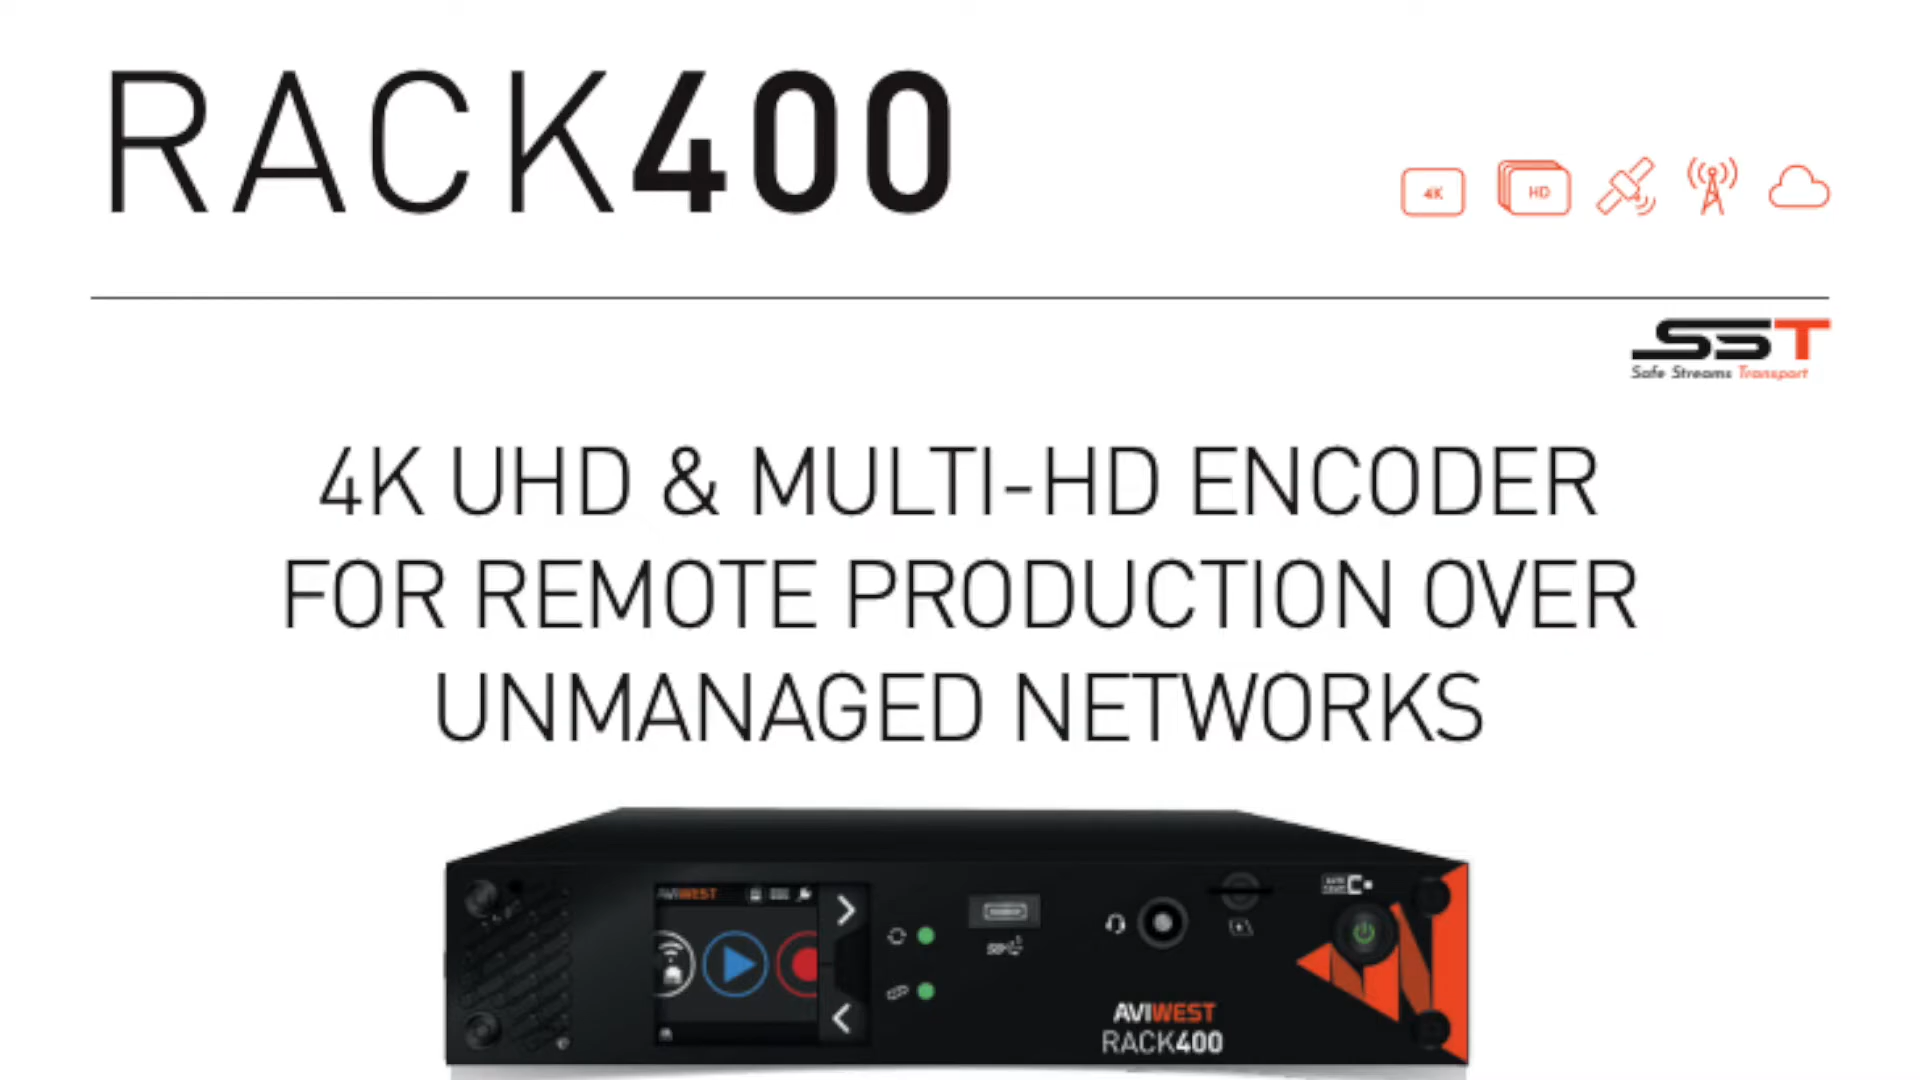 RACK400
4K
HD
SST
Safe Streams Transport
4K UHD & MULTI-HD ENCODER
FOR REMOTE PRODUCTION OVER
UNMANAGED NETWORKS
AVIWEST
AVIWEST
RACK400